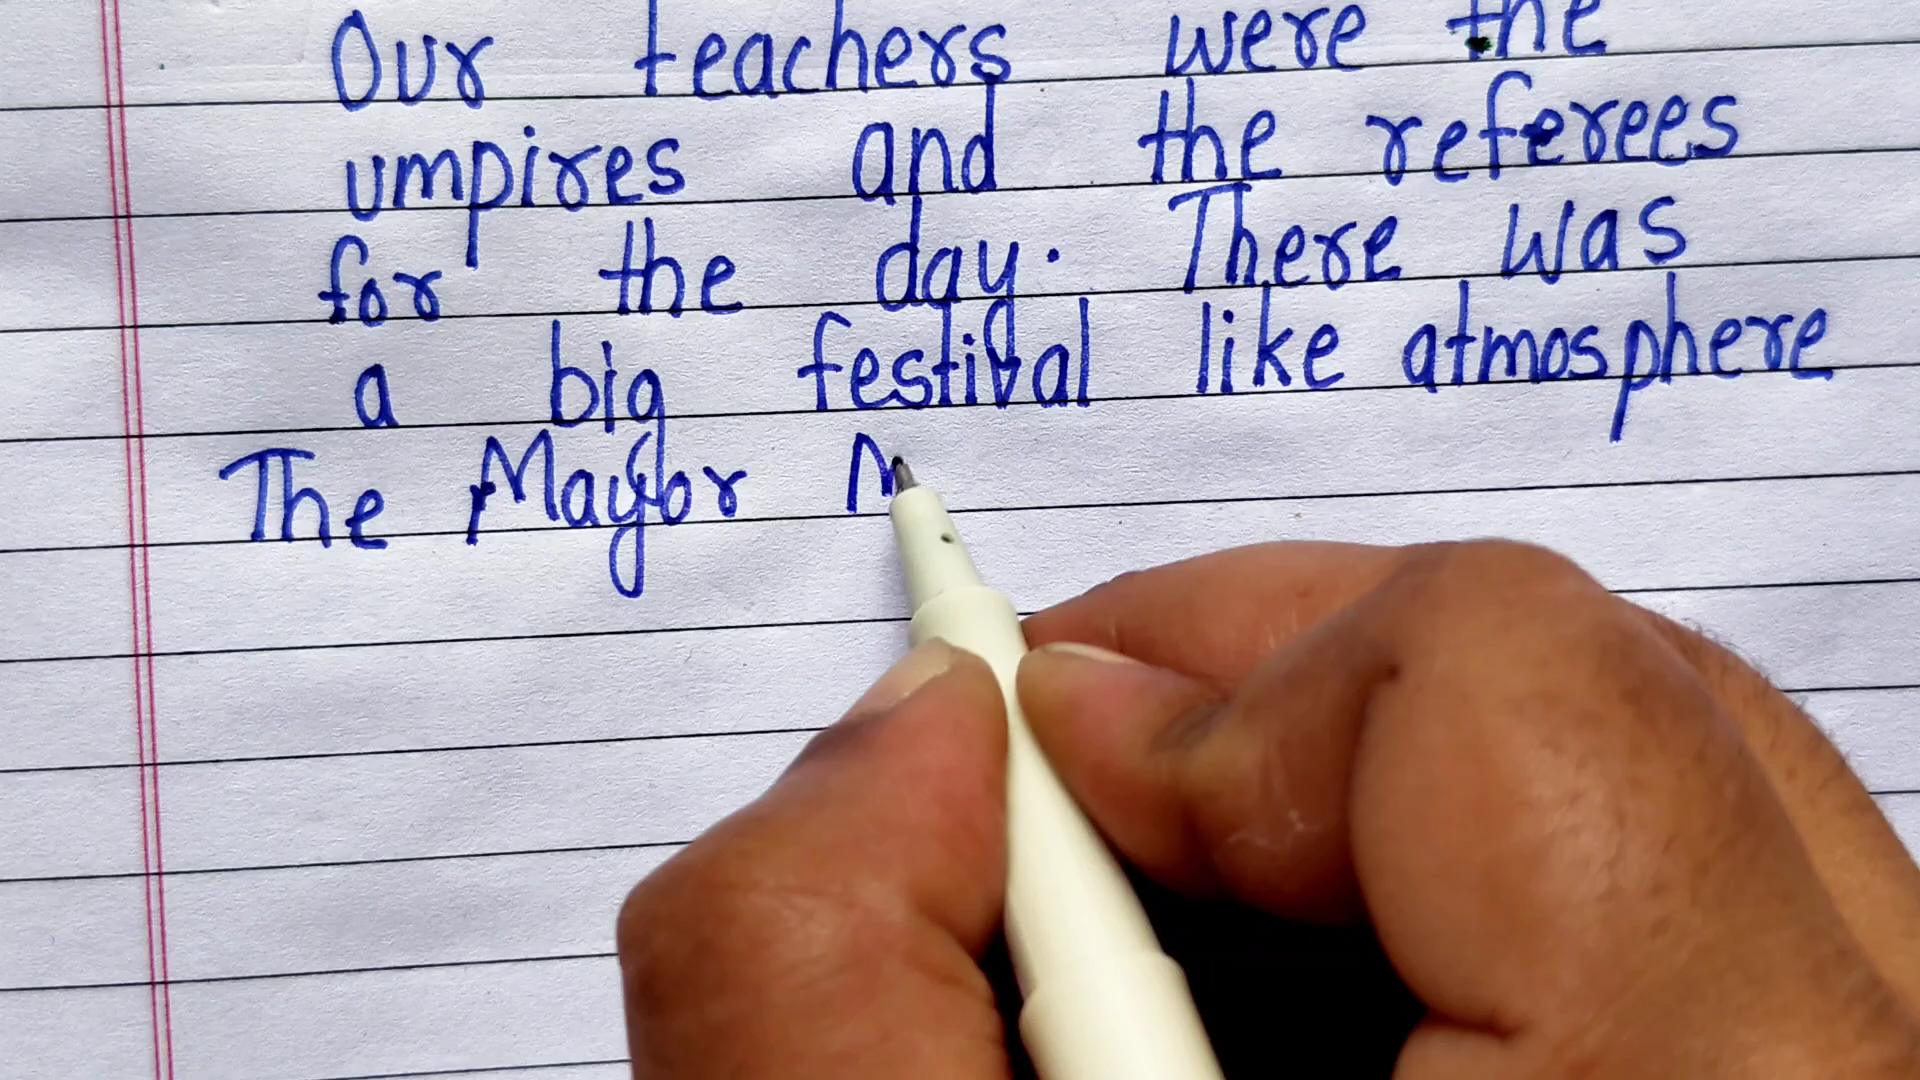 Our teachers were the
umpires and the referees
for the day. There was
a big festival like atmosphere
The Mayor M